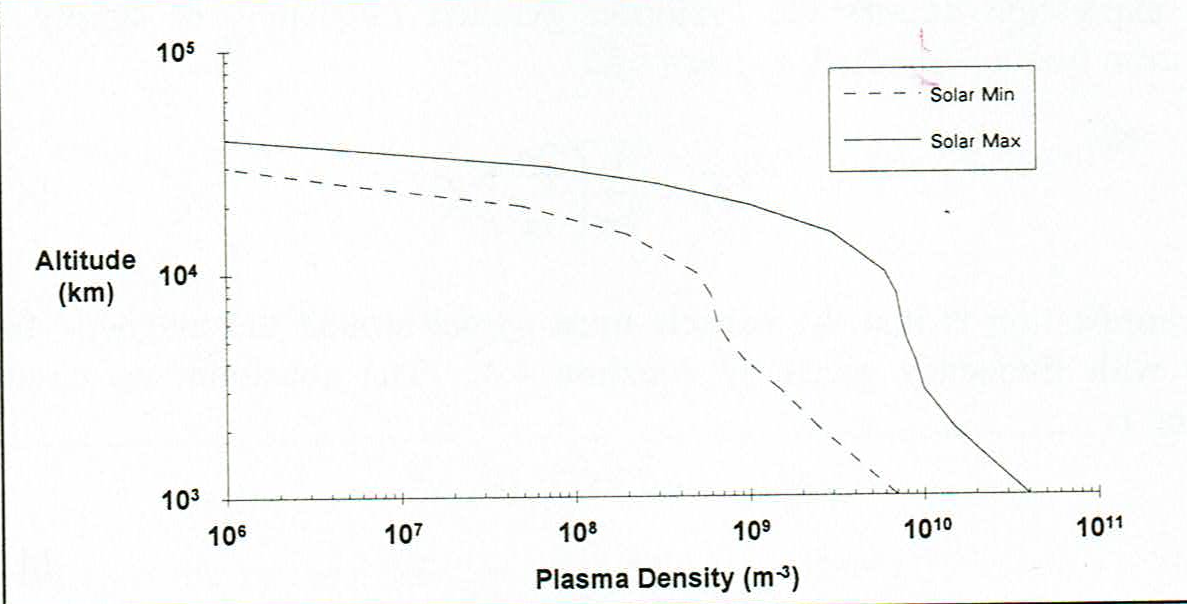 10⁵
Solar Min
Solar Max
Altitude
(km)
10⁴
10³
10⁶ 10⁷ 10⁸ 10⁹ 10¹⁰ 10¹¹
Plasma Density (m⁻³)